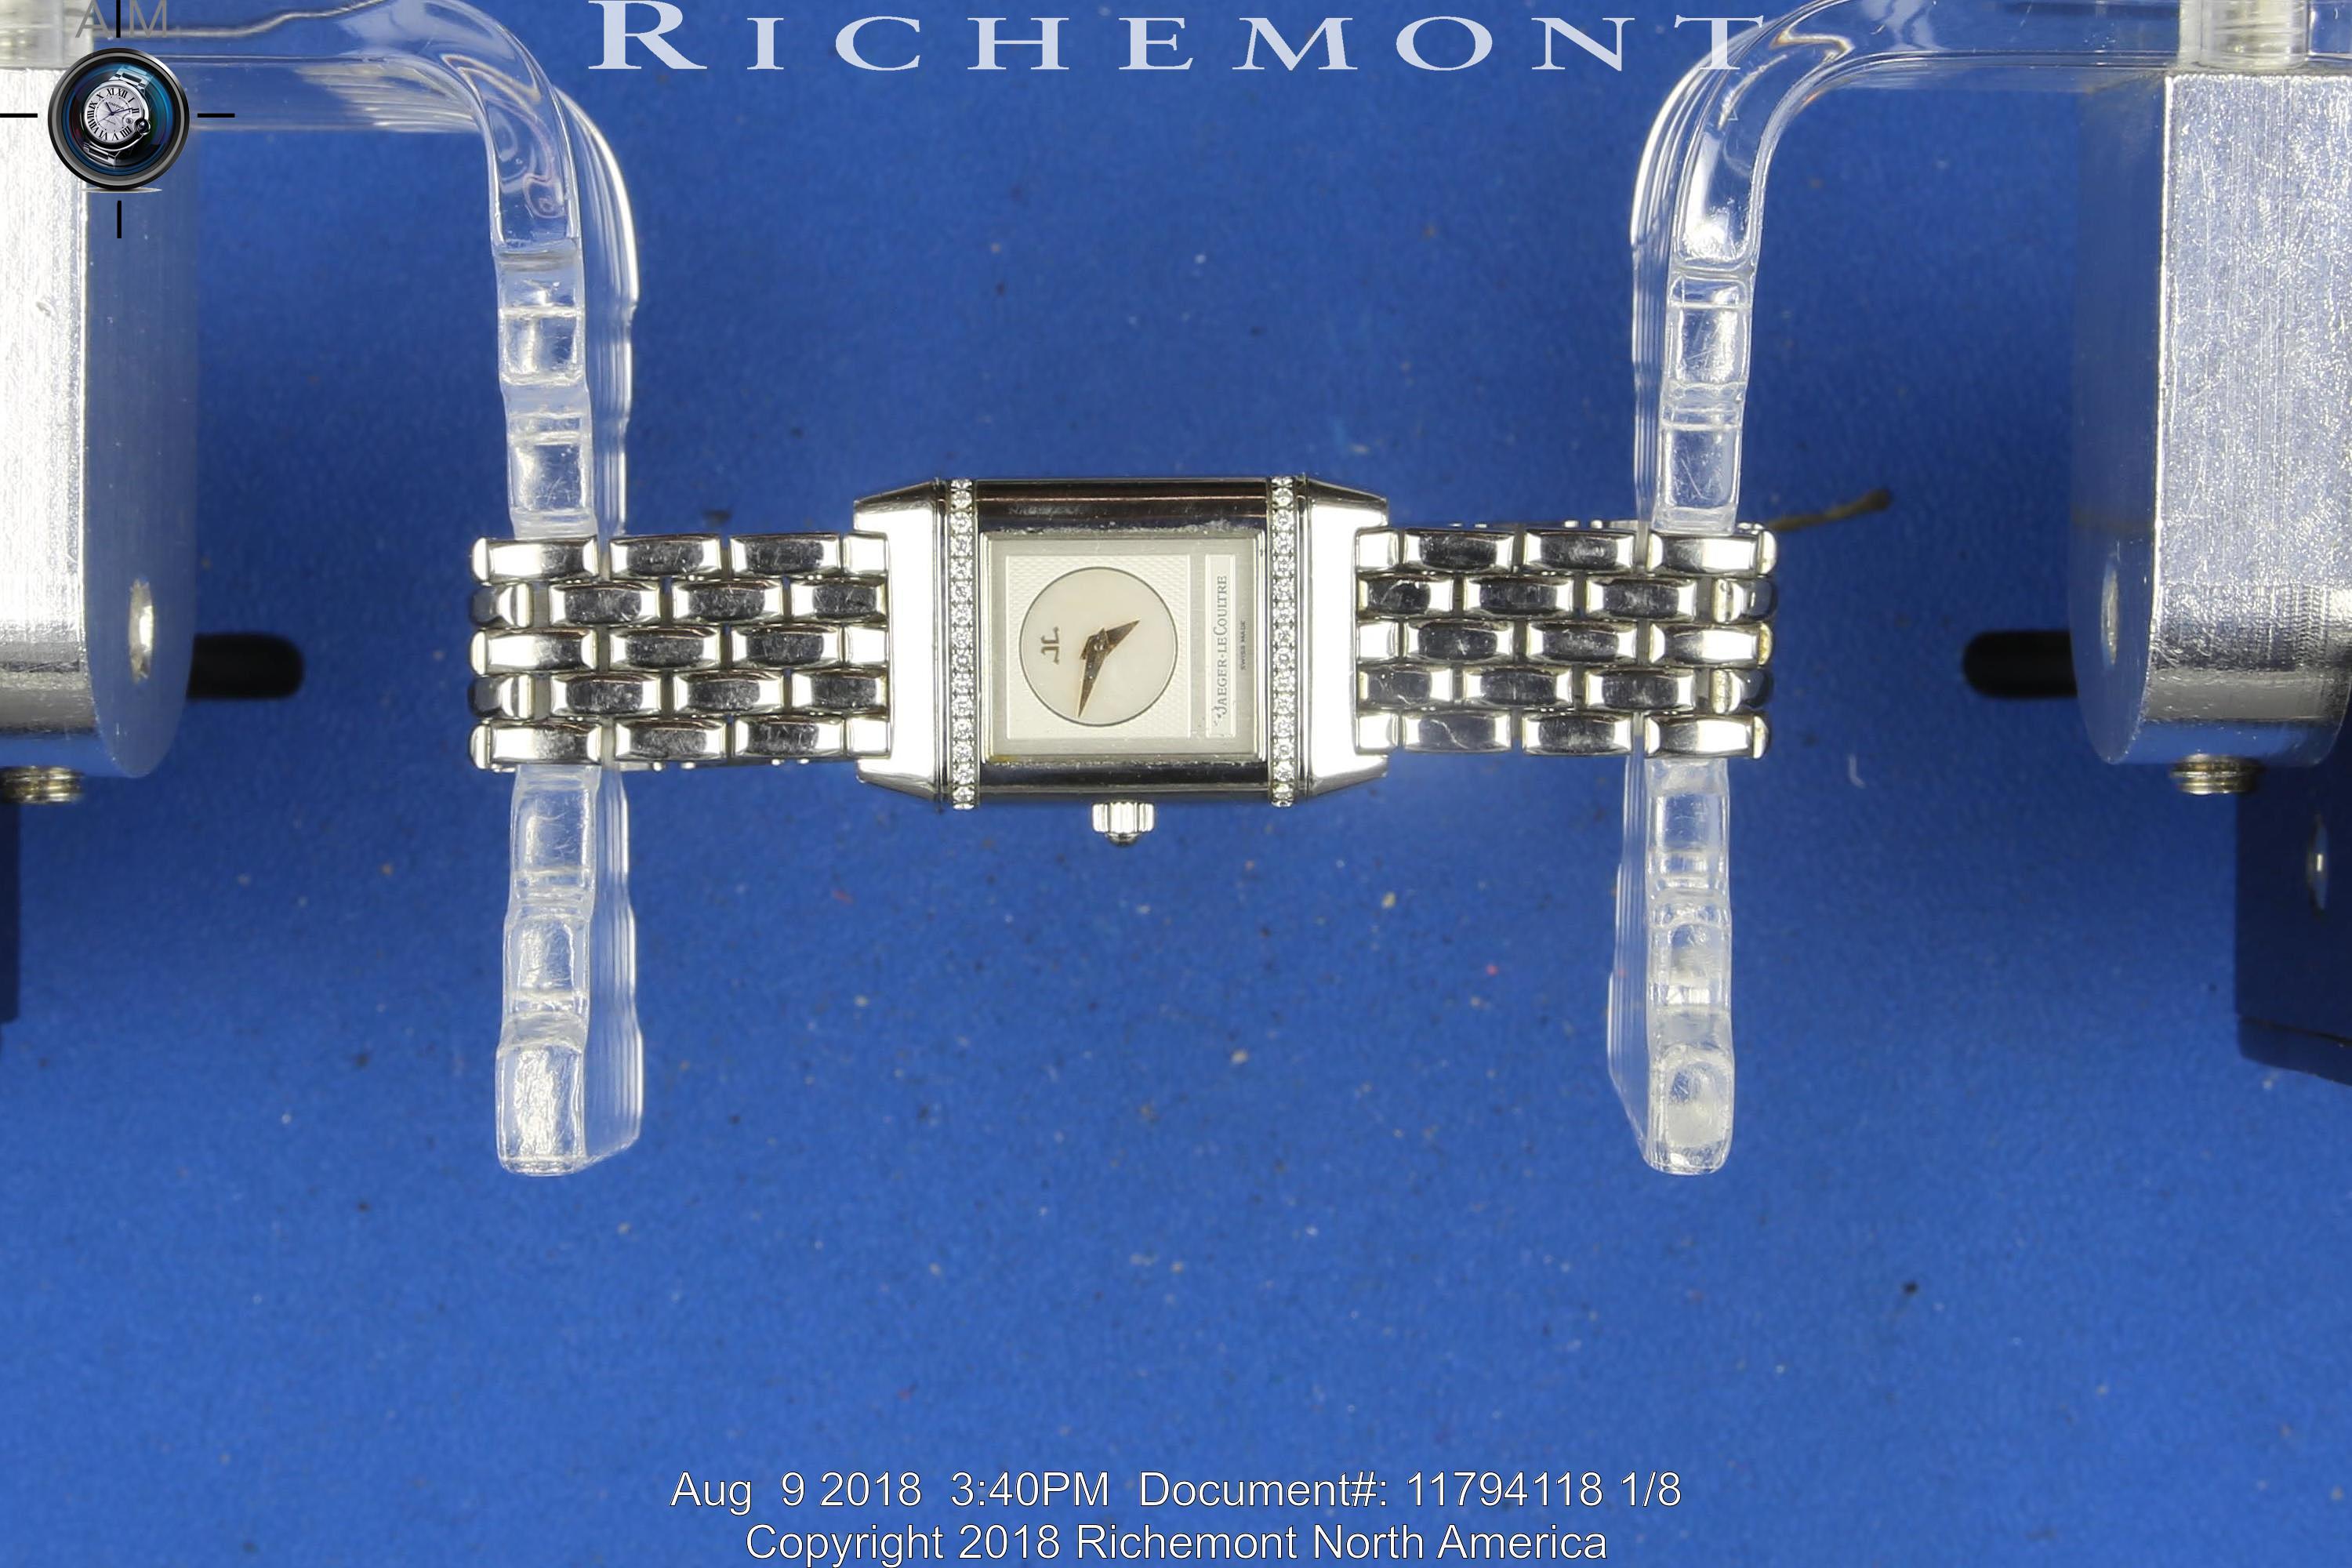 AIM
RICHEMONT
JL
JAEGER-LECOULTRE
SWISS MADE
Aug  9 2018  3:40PM  Document#: 11794118 1/8
Copyright 2018 Richemont North America